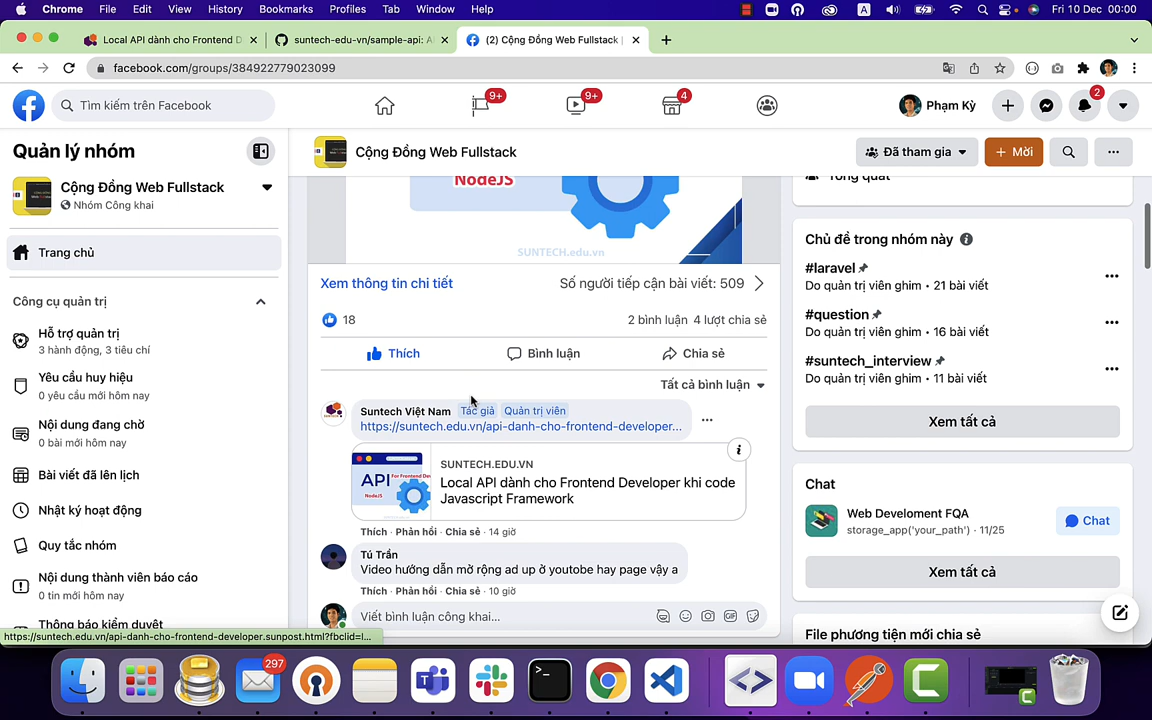 Chrome File Edit View History Bookmarks Profiles Tab Window Help Fri 10 Dec 00:00
Local API dành cho Frontend D
suntech-edu-vn/sample-api: A
(2) Cộng Đồng Web Fullstack |
facebook.com/groups/384922779023099
Tìm kiếm trên Facebook
9+
9+
4
Phạm Kỳ
2
Quản lý nhóm
Cộng Đồng Web Fullstack
Nhóm Công khai
Trang chủ
Công cụ quản trị
Hỗ trợ quản trị
3 hành động, 3 tiêu chí
Yêu cầu huy hiệu
0 yêu cầu mới hôm nay
Nội dung đang chờ
0 bài mới hôm nay
Bài viết đã lên lịch
Nhật ký hoạt động
Quy tắc nhóm
Nội dung thành viên báo cáo
0 tin mới hôm nay
Thông báo kiểm duyệt
https://suntech.edu.vn/api-danh-cho-frontend-developer.sunpost.html?fbclid=I...
Cộng Đồng Web Fullstack
Đã tham gia
+ Mời
NodeJS
SUNTECH.edu.vn
Xem thông tin chi tiết
Số người tiếp cận bài viết: 509
18
2 bình luận 4 lượt chia sẻ
Thích
Bình luận
Chia sẻ
Tất cả bình luận
Suntech Việt Nam Tác giả Quản trị viên
https://suntech.edu.vn/api-danh-cho-frontend-developer...
API For Frontend Dev
NodeJS
SUNTECH.EDU.VN
Local API dành cho Frontend Developer khi code
Javascript Framework
Thích · Phản hồi · Chia sẻ · 14 giờ
Tú Trần
Video hướng dẫn mờ rộng ad up ở youtobe hay page vậy a
Thích · Phản hồi · Chia sẻ · 10 giờ
Viết bình luận công khai...
GIF
Tổng quát
Chủ đề trong nhóm này
#laravel
Do quản trị viên ghim • 21 bài viết
#question
Do quản trị viên ghim • 16 bài viết
#suntech_interview
Do quản trị viên ghim • 11 bài viết
Xem tất cả
Chat
Web Develoment FQA
storage_app('your_path') · 11/25
Chat
Xem tất cả
File phương tiện mới chia sẻ
297